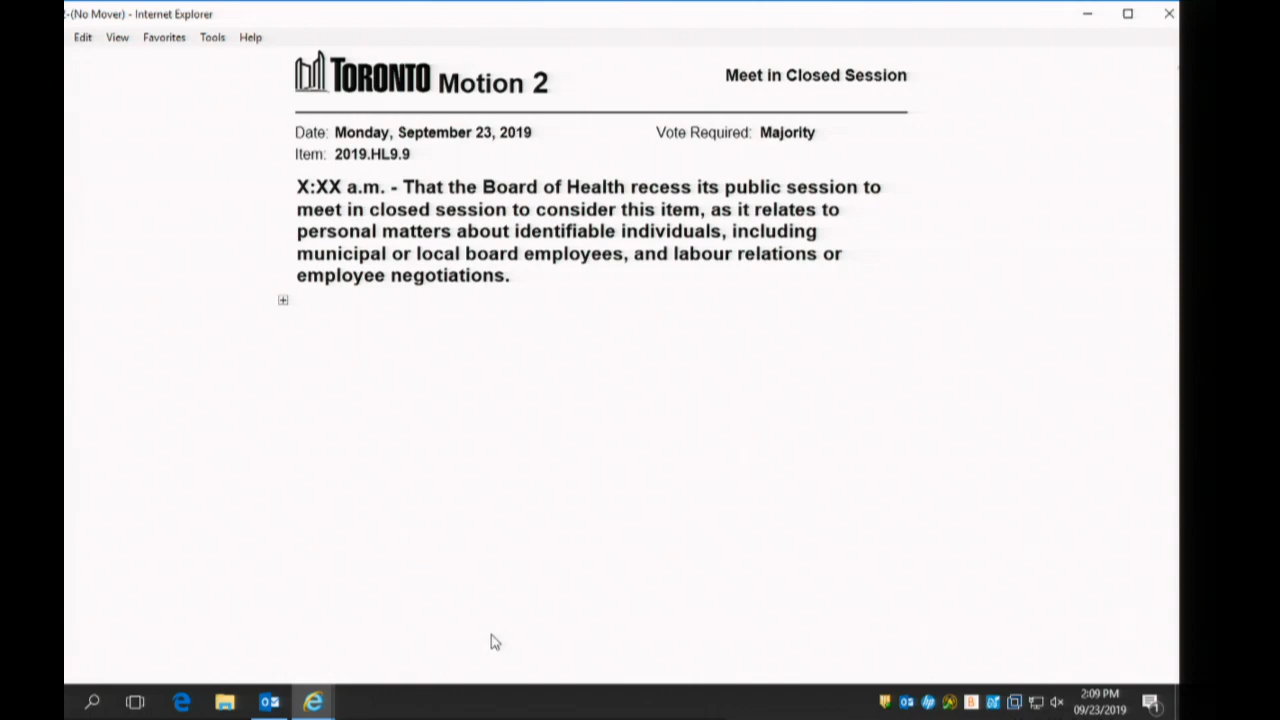 (No Mover) - Internet Explorer
Edit View Favorites Tools Help
TORONTO Motion 2
Meet in Closed Session
Date: Monday, September 23, 2019
Vote Required: Majority
Item: 2019.HL9.9
X:XX a.m. - That the Board of Health recess its public session to
meet in closed session to consider this item, as it relates to
personal matters about identifiable individuals, including
municipal or local board employees, and labour relations or
employee negotiations.
2:09 PM
09/23/2019